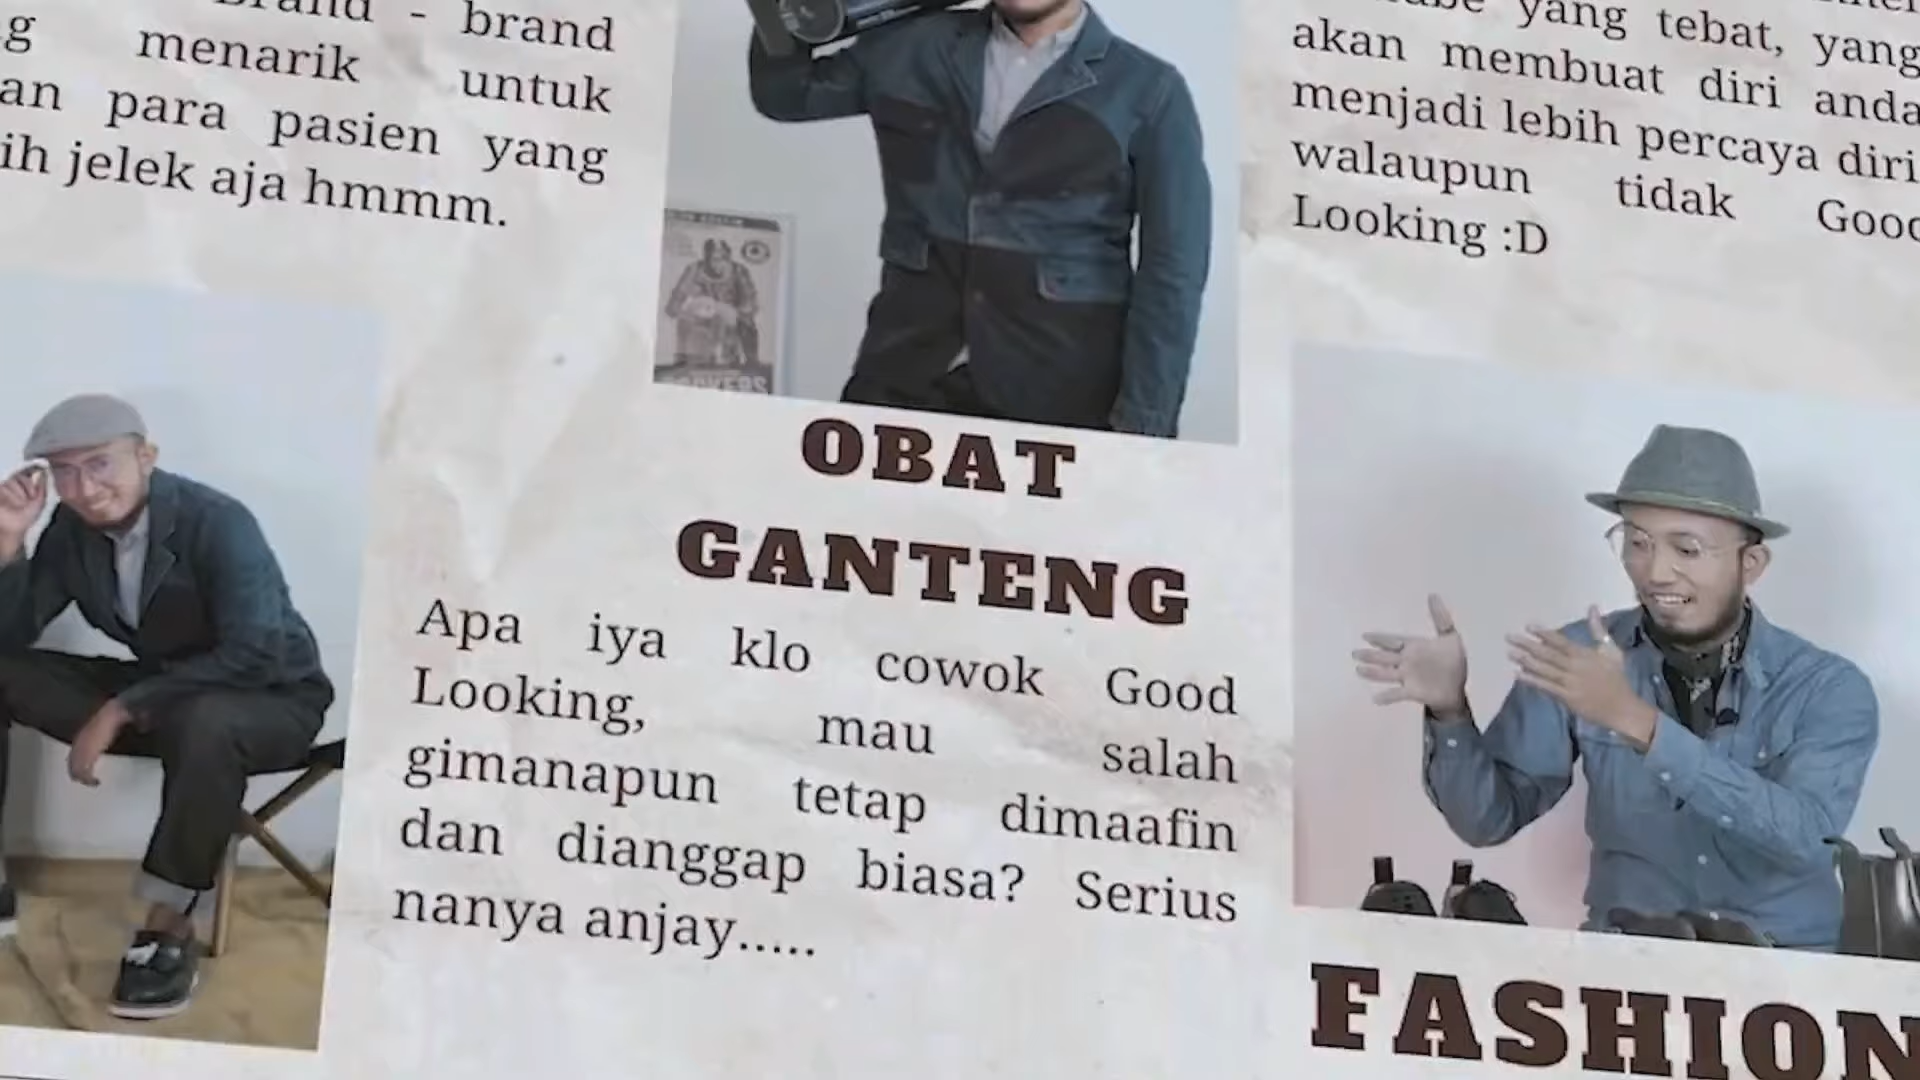 - brand
menarik untuk
para pasien yang
jelek aja hmmm.
yang tebat, yang
akan membuat diri anda
menjadi lebih percaya diri
walaupun tidak
Looking :D
OBAT
GANTENG
Apa iya klo cowok Good
Looking, mau salah
gimanapun tetap dimaafin
dan dianggap biasa? Serius
nanya anjay.....
FASHION